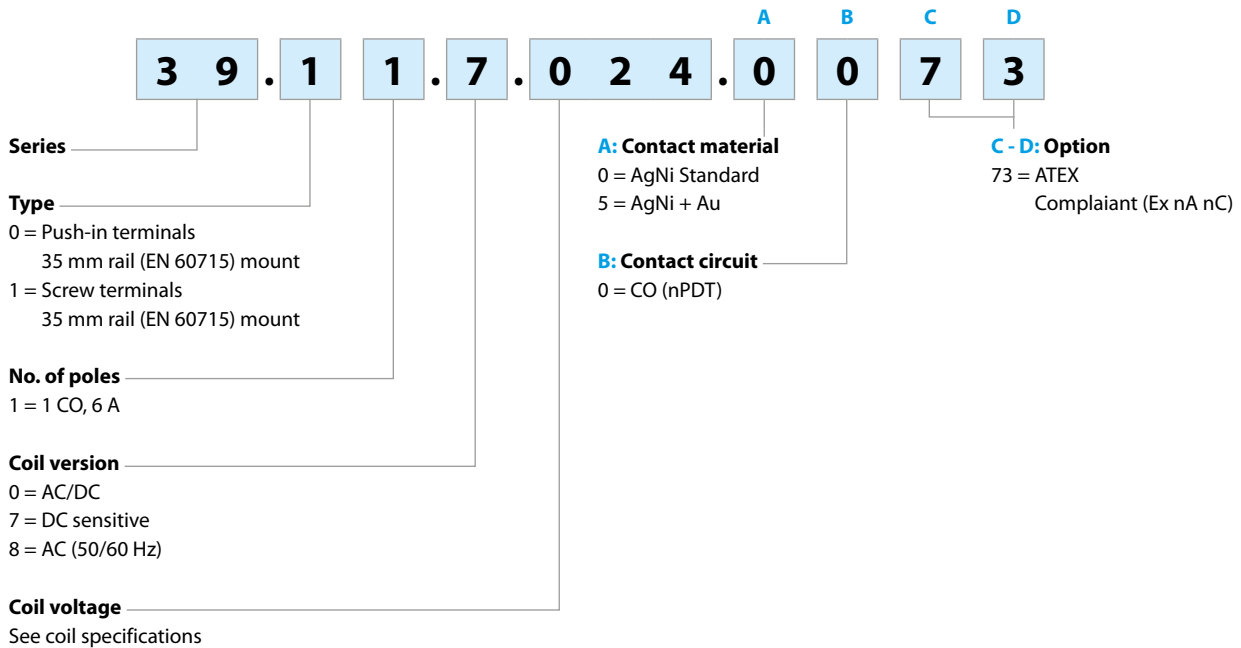 A B C D
3 9 . 1 1 . 7 . 0 2 4 . 0 0 7 3
Series
Type
0 = Push-in terminals
35 mm rail (EN 60715) mount
1 = Screw terminals
35 mm rail (EN 60715) mount
No. of poles
1 = 1 CO, 6 A
Coil version
0 = AC/DC
7 = DC sensitive
8 = AC (50/60 Hz)
Coil voltage
See coil specifications
A: Contact material
0 = AgNi Standard
5 = AgNi + Au
B: Contact circuit
0 = CO (nPDT)
C - D: Option
73 = ATEX
Complaiant (Ex nA nC)